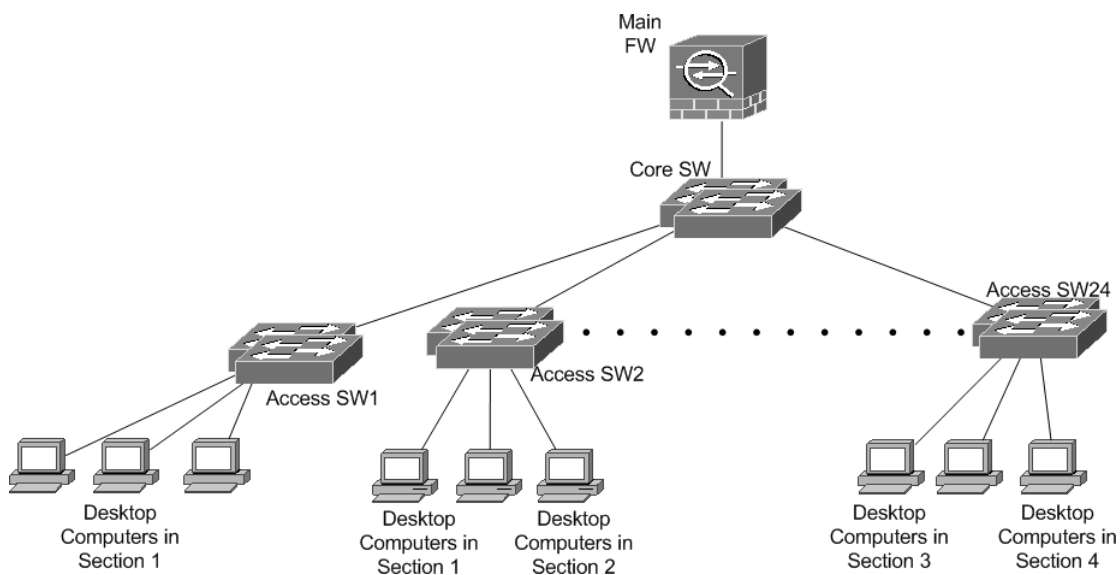 Main
FW
Core SW
Access SW24
Access SW2
Access SW1
Desktop
Computers in
Section 1
Desktop
Computers in
Section 1
Desktop
Computers in
Section 2
Desktop
Computers in
Section 3
Desktop
Computers in
Section 4